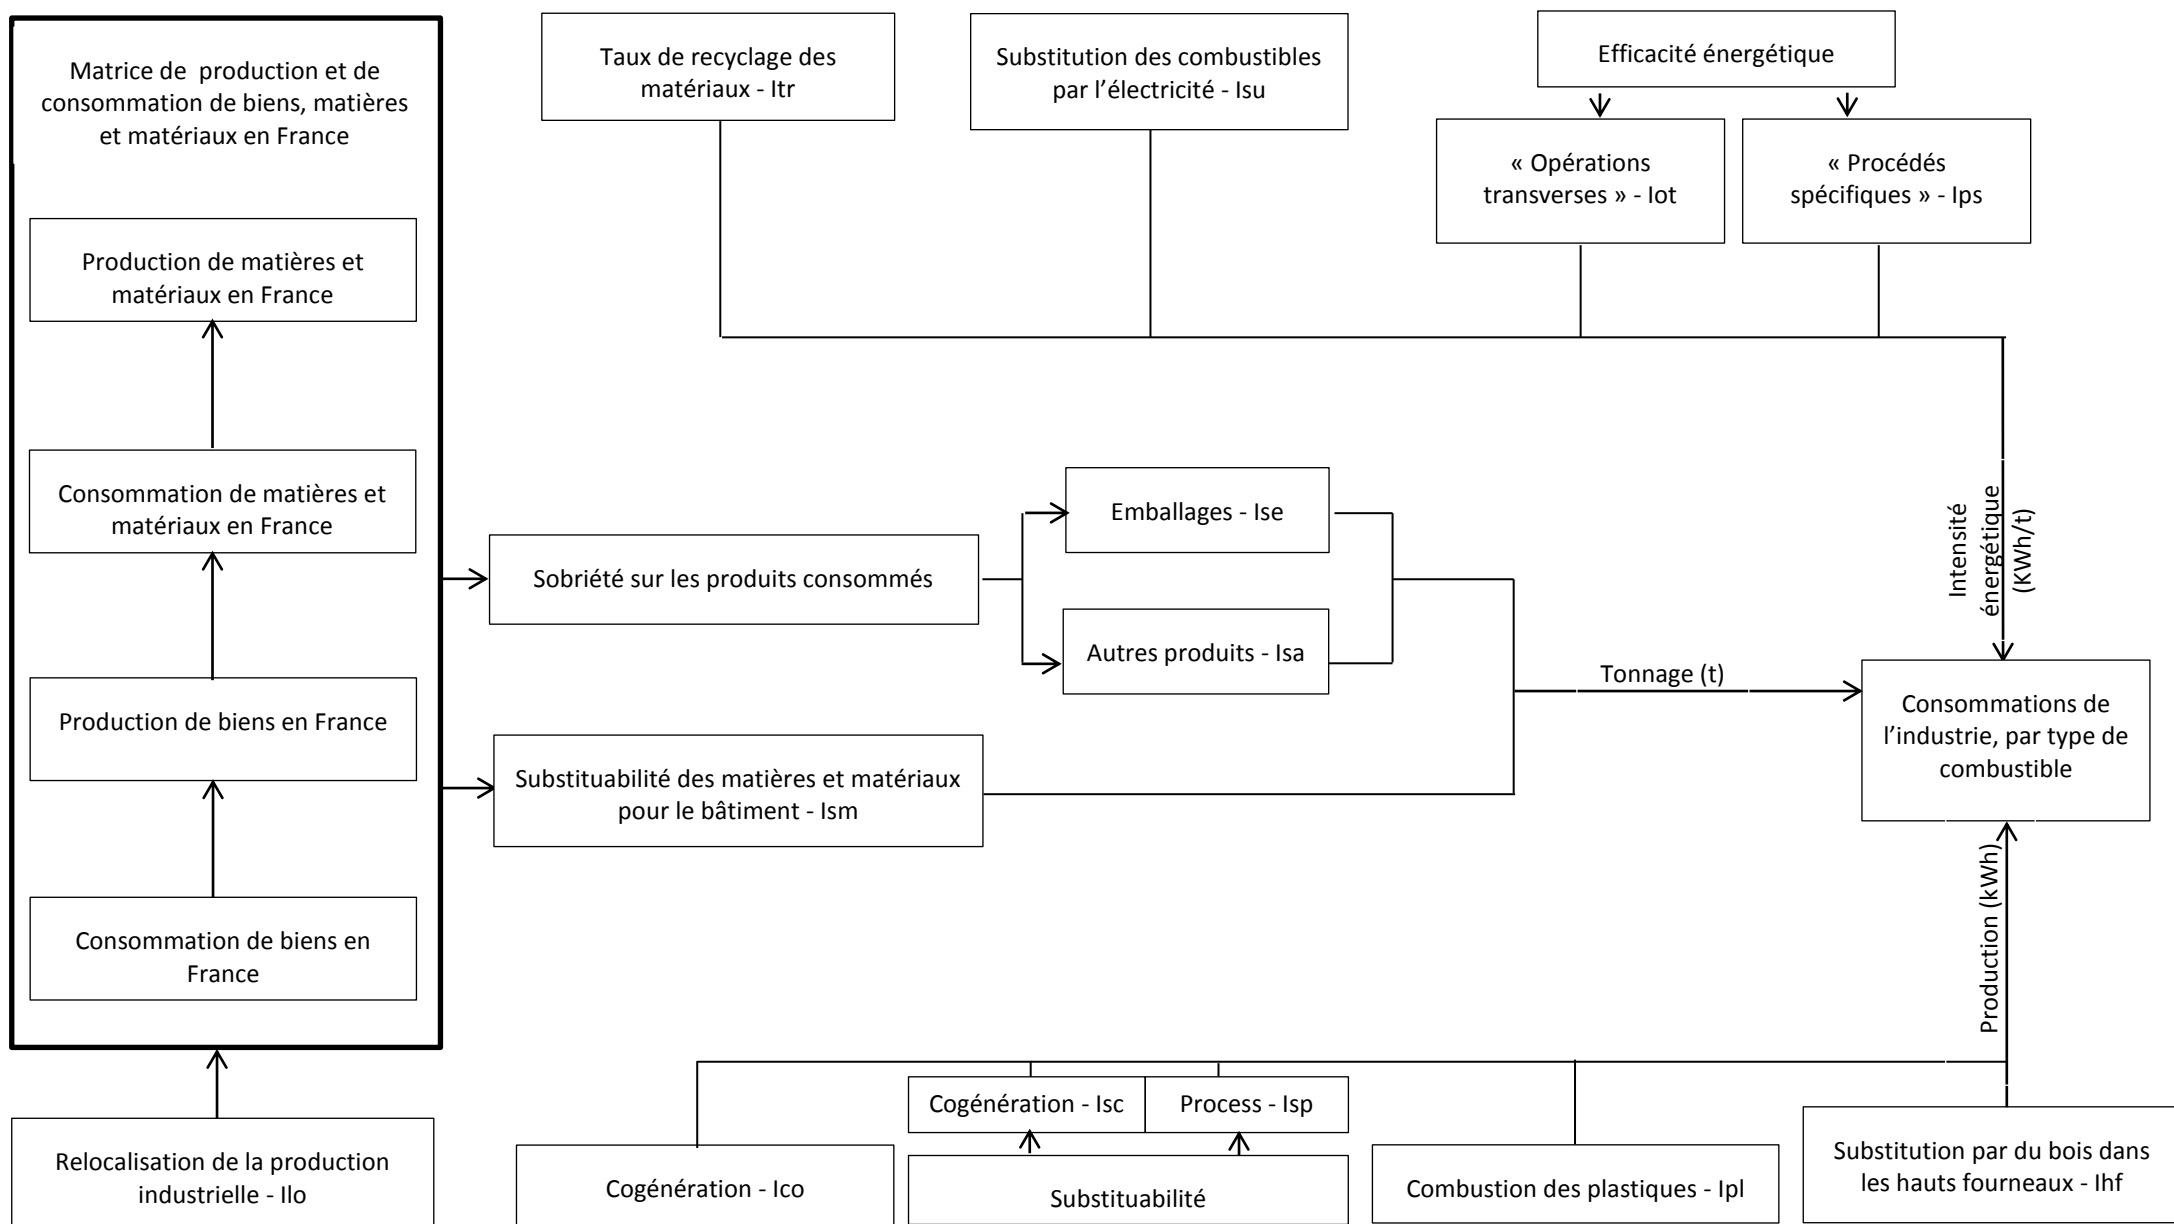 Matrice de  production et de
consommation de biens, matières
et matériaux en France
Production de matières et
matériaux en France
Consommation de matières et
matériaux en France
Production de biens en France
Consommation de biens en
France
Relocalisation de la production
industrielle - Ilo
Taux de recyclage des
matériaux - Itr
Substitution des combustibles
par l’électricité - Isu
Efficacité énergétique
« Opérations
transverses » - Iot
« Procédés
spécifiques » - Ips
Intensité
énergétique
(KWh/t)
Sobriété sur les produits consommés
Emballages - Ise
Autres produits - Isa
Substituabilité des matières et matériaux
pour le bâtiment - Ism
Tonnage (t)
Consommations de
l’industrie, par type de
combustible
Production (kWh)
Cogénération - Ico
Cogénération - Isc
Process - Isp
Substituabilité
Combustion des plastiques - Ipl
Substitution par du bois dans
les hauts fourneaux - Ihf